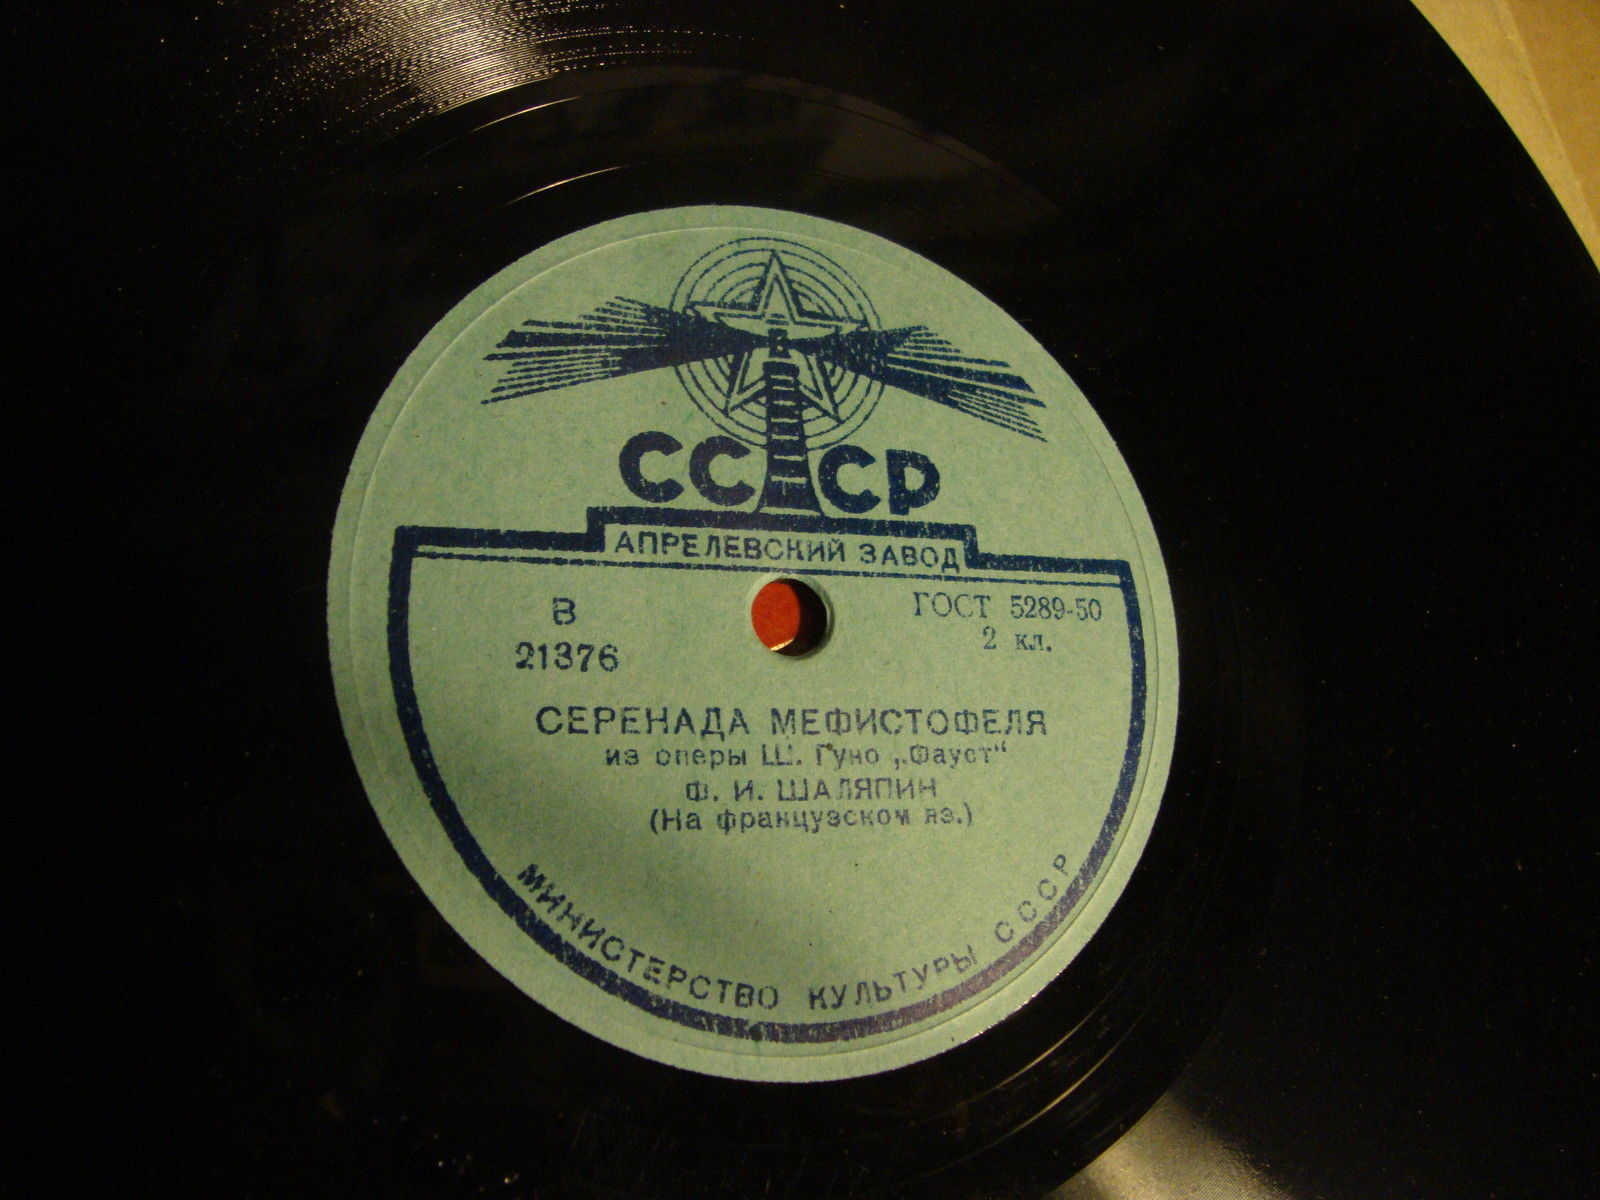 СССР
АПРЕЛЕВСКИЙ ЗАВОД
В
21376
ГОСТ 5289-50
2 кл.
СЕРЕНАДА МЕФИСТОФЕЛЯ
из оперы Ш. Гуно „Фауст“
Ф. И. ШАЛЯПИН
(На французском яз.)
МИНИСТЕРСТВО КУЛЬТУРЫ СССР